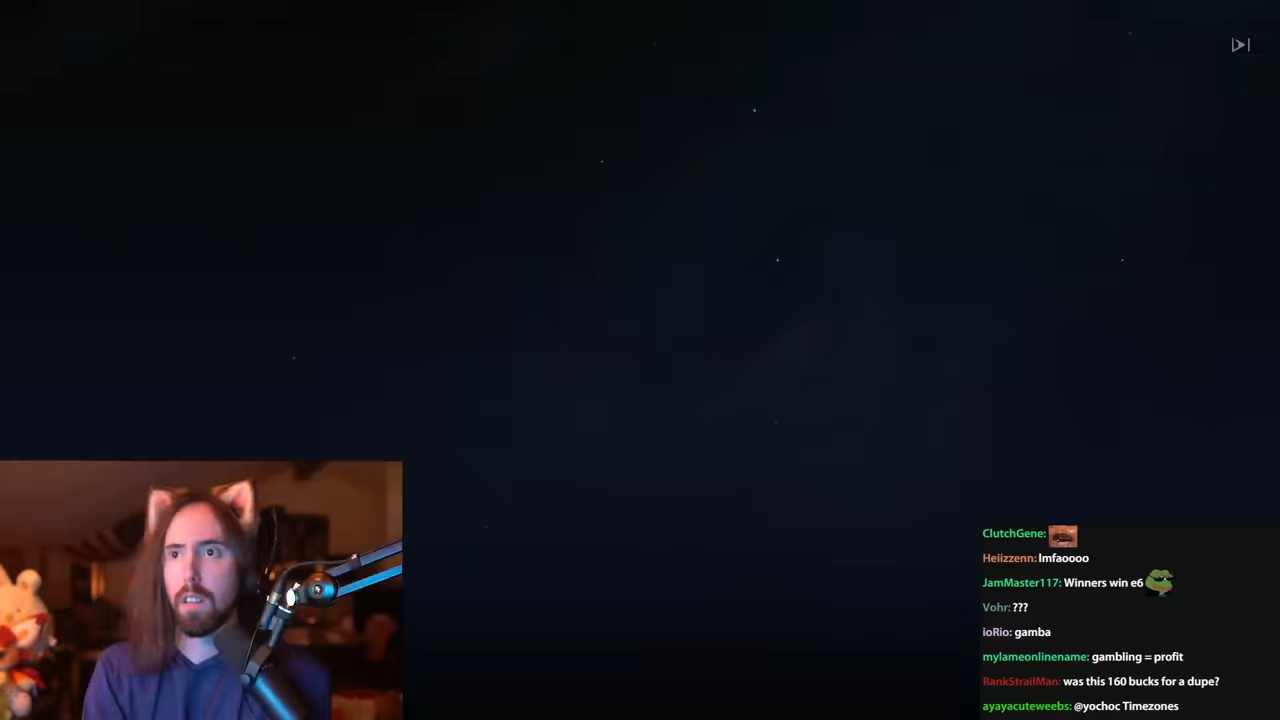 ClutchGene:
Heiizzenn: lmfaoooo
JamMaster117: Winners win e6
Vohr: ???
ioRio: gamba
mylameonlinename: gambling = profit
RankStrailMan: was this 160 bucks for a dupe?
ayayacuteweebs: @yochoc Timezones